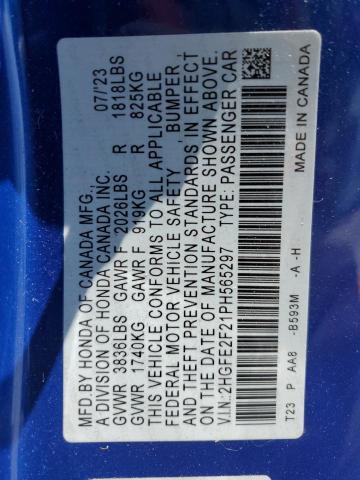 MFD.BY HONDA OF CANADA MFG., 07/'23
A DIVISION OF HONDA CANADA INC.
GVWR 3836LBS GAWR F 2026LBS R 1818LBS
GVWR 1740KG GAWR F 919KG R 825KG
THIS VEHICLE CONFORMS TO ALL APPLICABLE
FEDERAL MOTOR VEHICLE SAFETY, BUMPER,
AND THEFT PREVENTION STANDARDS IN EFFECT
ON THE DATE OF MANUFACTURE SHOWN ABOVE.
V.I.N.:2HGFE2F21PH565297 TYPE: PASSENGER CAR
T23 P AA8 -B593M -A -H
MADE IN CANADA